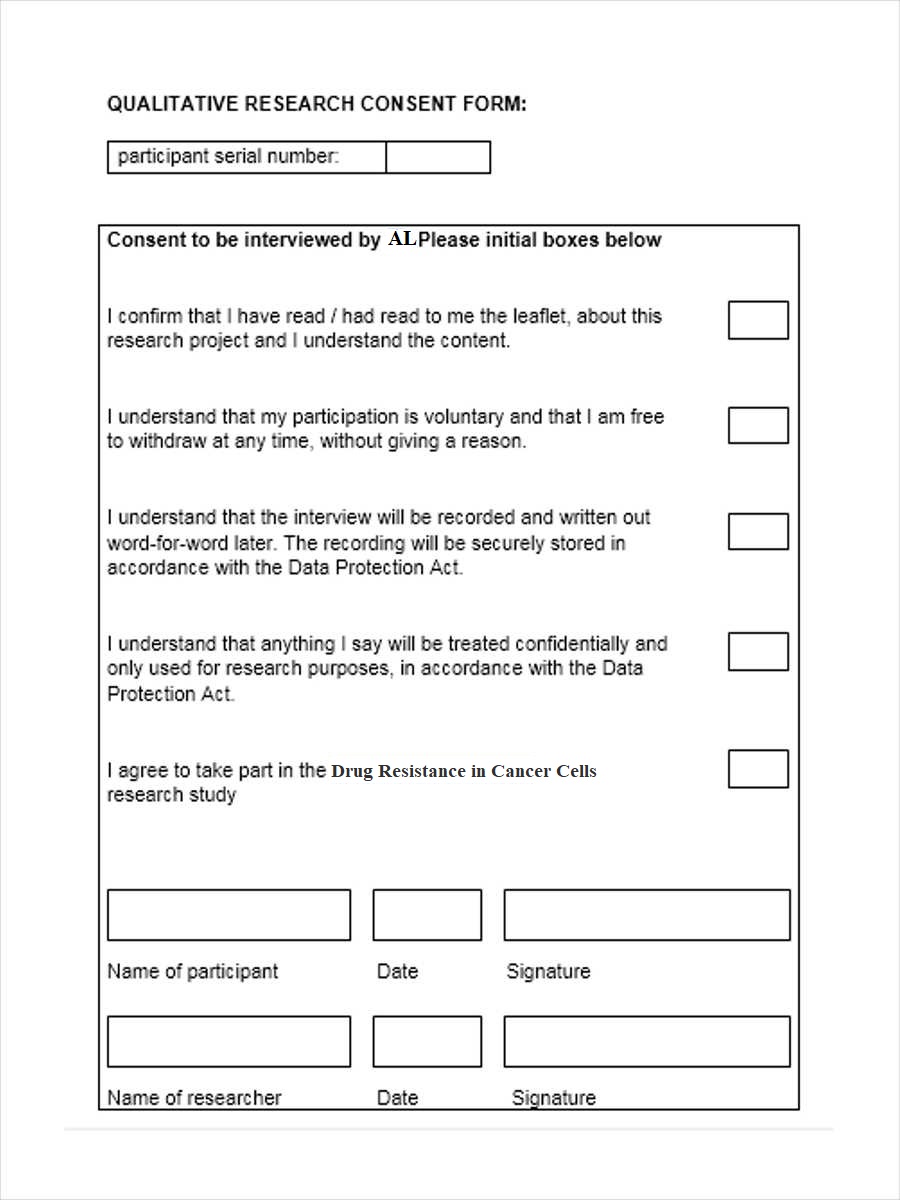 QUALITATIVE RESEARCH CONSENT FORM:
participant serial number:
Consent to be interviewed by ALPlease initial boxes below
I confirm that I have read / had read to me the leaflet, about this
research project and I understand the content.
I understand that my participation is voluntary and that I am free
to withdraw at any time, without giving a reason.
I understand that the interview will be recorded and written out
word-for-word later. The recording will be securely stored in
accordance with the Data Protection Act.
I understand that anything I say will be treated confidentially and
only used for research purposes, in accordance with the Data
Protection Act.
I agree to take part in the Drug Resistance in Cancer Cells
research study
Name of participant Date Signature
Name of researcher Date Signature